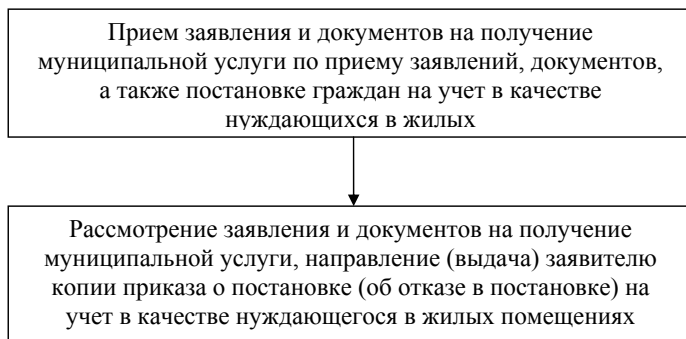 Прием заявления и документов на получение
муниципальной услуги по приему заявлений, документов,
а также постановке граждан на учет в качестве
нуждающихся в жилых
Рассмотрение заявления и документов на получение
муниципальной услуги, направление (выдача) заявителю
копии приказа о постановке (об отказе в постановке) на
учет в качестве нуждающегося в жилых помещениях